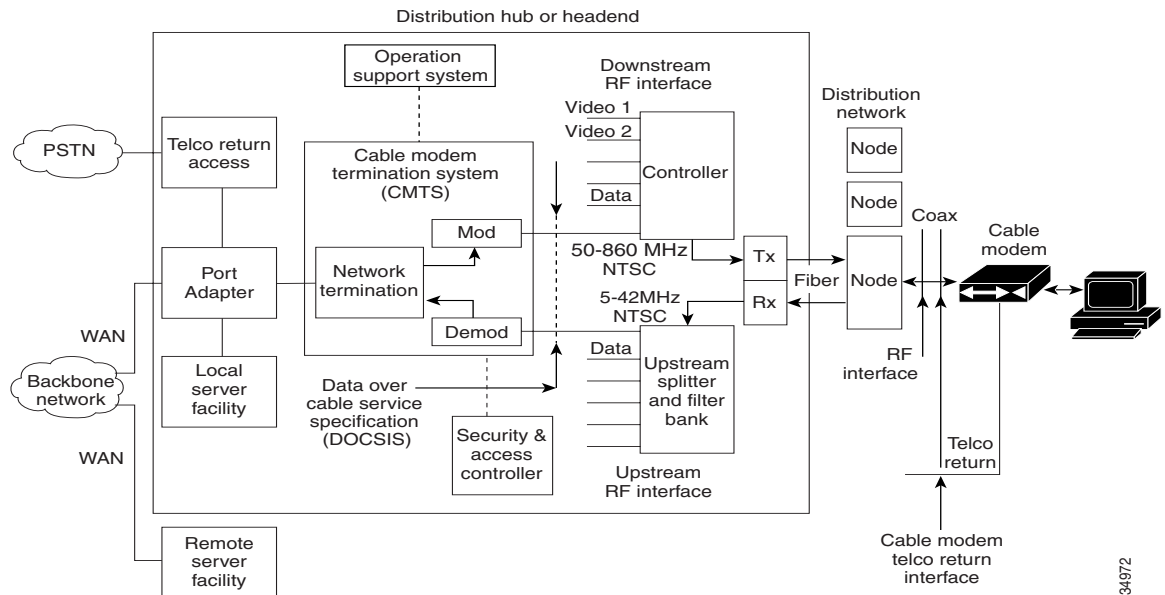 Distribution hub or headend
Operation
support system
Downstream
RF interface
Video 1
Video 2
Data
Controller
Distribution
network
Node
Node
Node
PSTN
Telco return
access
Cable modem
termination system
(CMTS)
Mod
Network
termination
Demod
Port
Adapter
50-860 MHz
NTSC
5-42MHz
NTSC
Tx
Rx
Fiber
Coax
Cable
modem
WAN
Backbone
network
WAN
Local
server
facility
Data over
cable service
specification
(DOCSIS)
Data
Upstream
splitter
and filter
bank
Security &
access
controller
Upstream
RF interface
RF
interface
Telco
return
Remote
server
facility
Cable modem
telco return
interface
34972